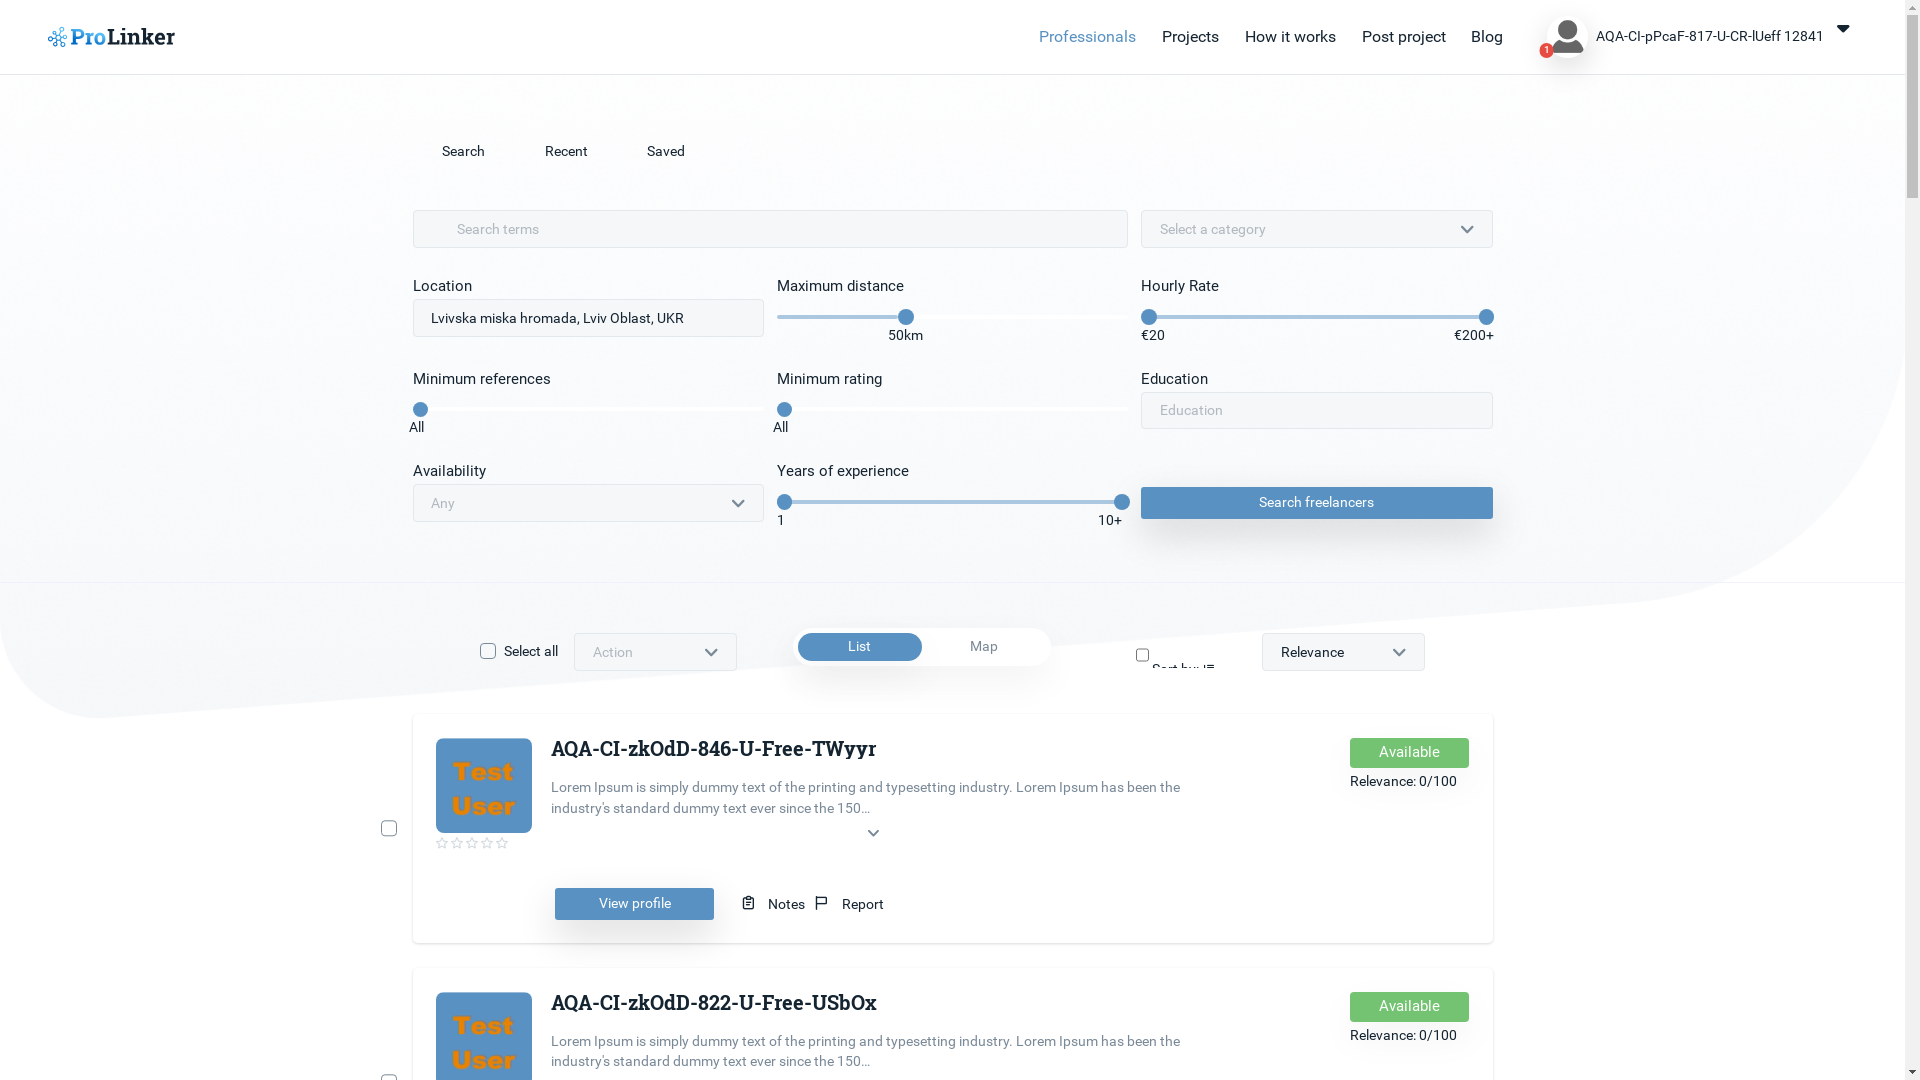 ProLinker
Professionals Projects How it works Post project Blog 1 AQA-CI-pPcaF-817-U-CR-lUeff 12841
Search Recent Saved
Search terms Select a category
Location Maximum distance Hourly Rate
Lvivska miska hromada, Lviv Oblast, UKR
50km €20 €200+
Minimum references Minimum rating Education
Education
All All
Availability Years of experience
Any Search freelancers
1 10+
Select all Action List Map Sort by: Relevance
AQA-CI-zkOdD-846-U-Free-TWyyr Available
Test User
Relevance: 0/100
Lorem Ipsum is simply dummy text of the printing and typesetting industry. Lorem Ipsum has been the
industry's standard dummy text ever since the 150...
View profile Notes Report
AQA-CI-zkOdD-822-U-Free-USbOx Available
Test User
Relevance: 0/100
Lorem Ipsum is simply dummy text of the printing and typesetting industry. Lorem Ipsum has been the
industry's standard dummy text ever since the 150...